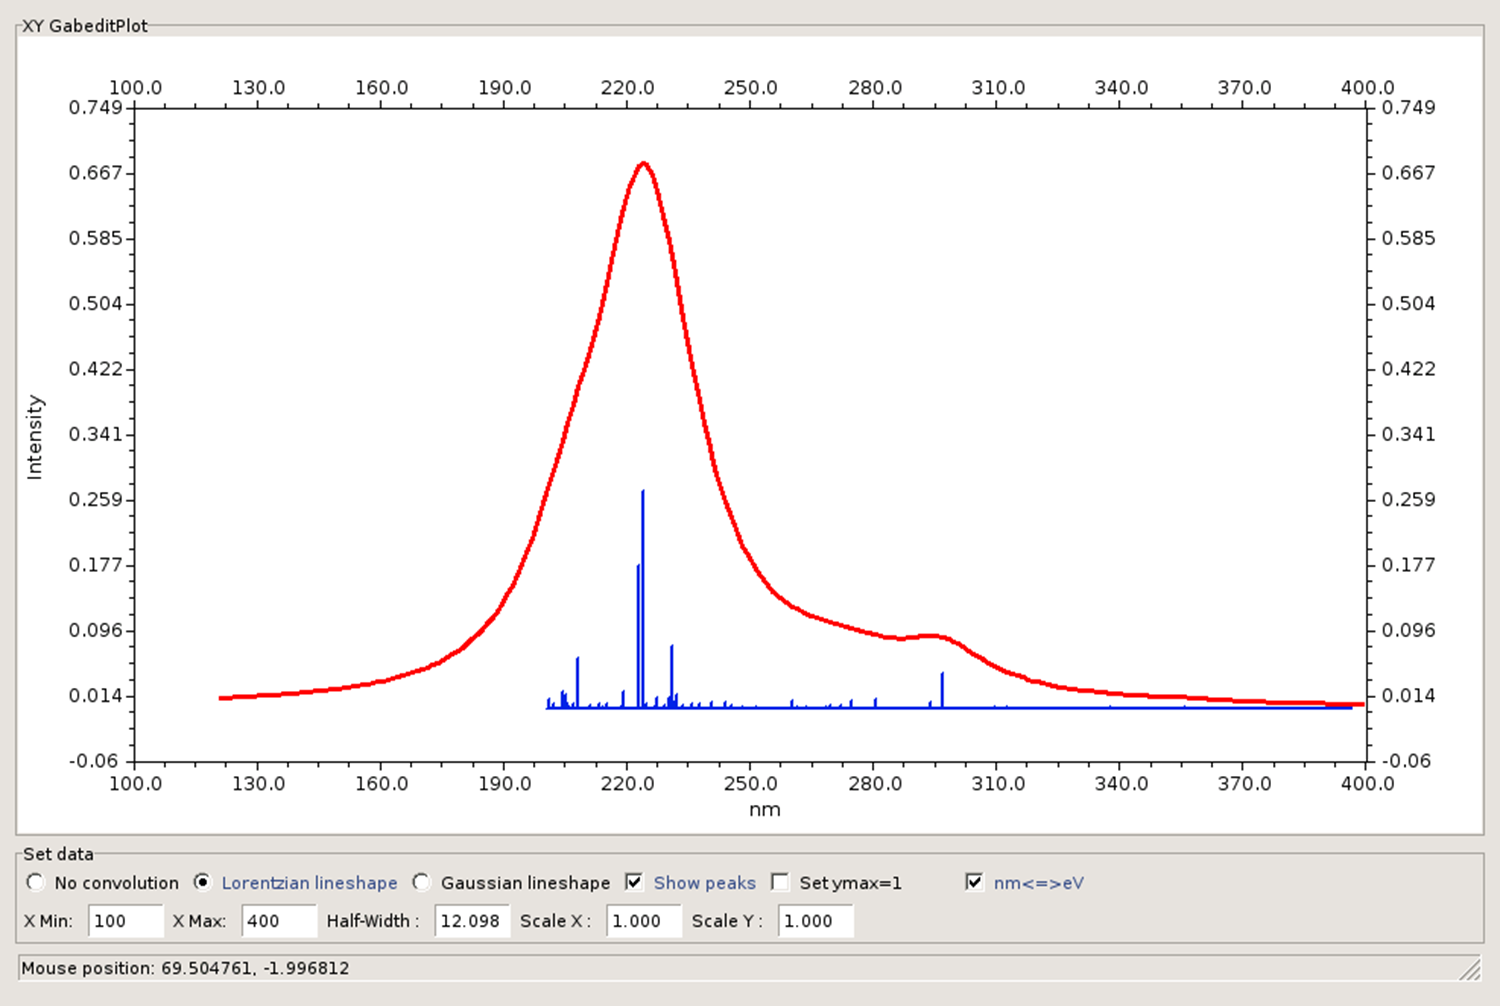 XY GabeditPlot
100.0 130.0 160.0 190.0 220.0 250.0 280.0 310.0 340.0 370.0 400.0
0.749 0.749
0.667 0.667
0.585 0.585
0.504 0.504
0.422 0.422
Intensity
0.341 0.341
0.259 0.259
0.177 0.177
0.096 0.096
0.014 0.014
-0.06 -0.06
100.0 130.0 160.0 190.0 220.0 250.0 280.0 310.0 340.0 370.0 400.0
nm
Set data
No convolution Lorentzian lineshape Gaussian lineshape Show peaks Set ymax=1 nm<=>eV
X Min: 100 X Max: 400 Half-Width : 12.098 Scale X : 1.000 Scale Y : 1.000
Mouse position: 69.504761, -1.996812